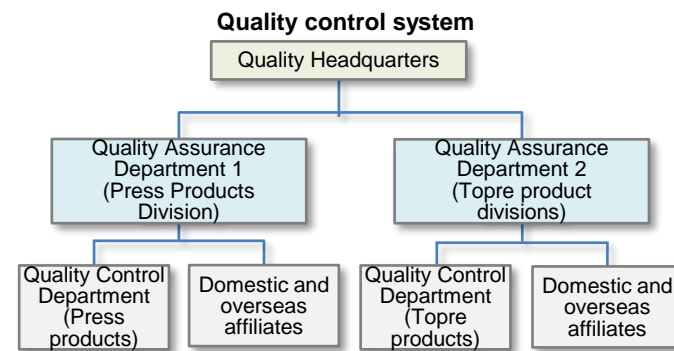 Quality control system
Quality Headquarters
Quality Assurance
Department 1
(Press Products
Division)
Quality Assurance
Department 2
(Topre product
divisions)
Quality Control
Department
(Press
products)
Domestic and
overseas
affiliates
Quality Control
Department
(Topre
products)
Domestic and
overseas
affiliates